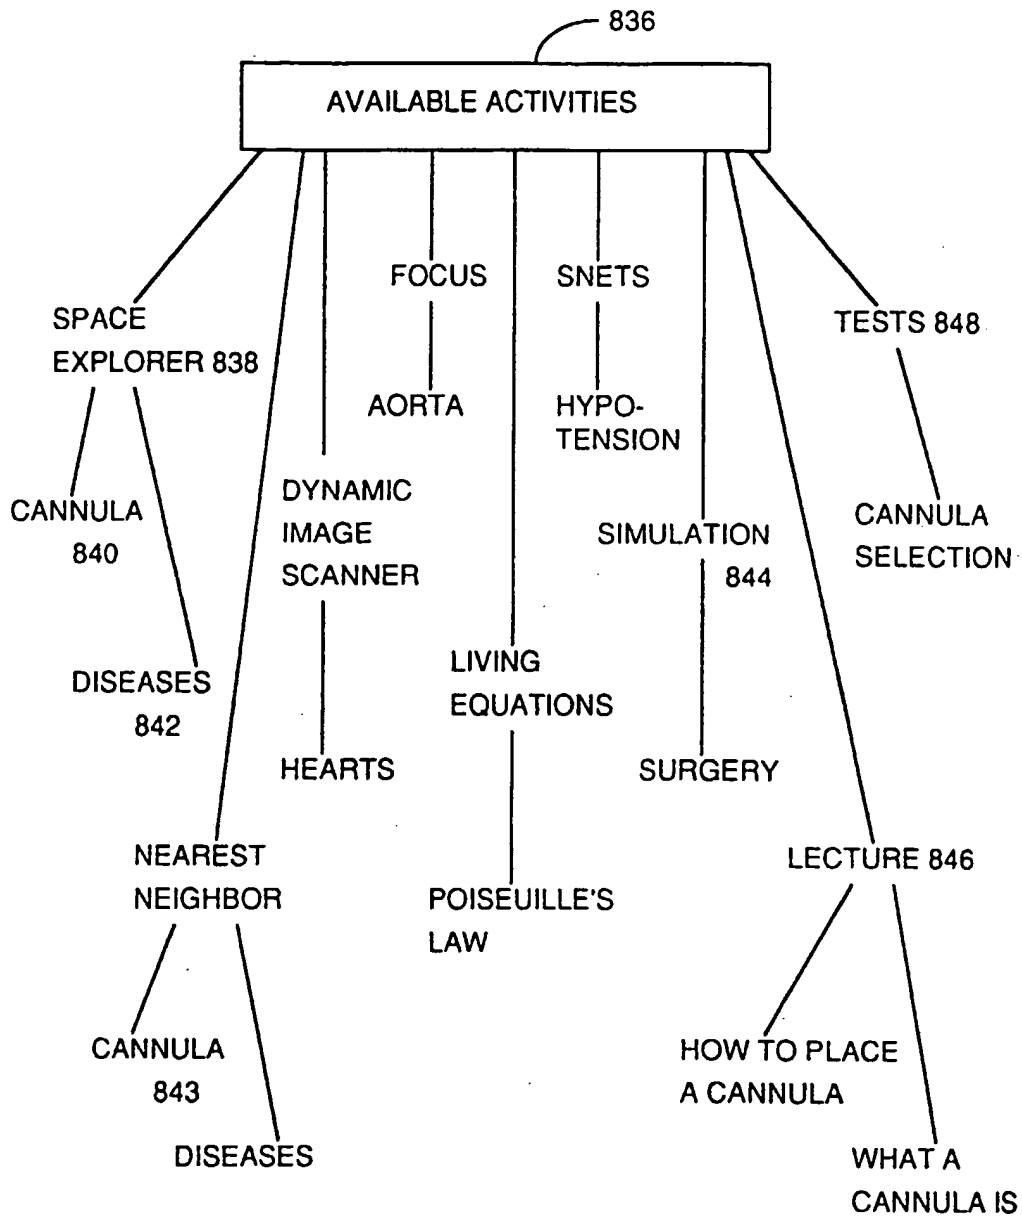 836
AVAILABLE ACTIVITIES
FOCUS
SNETS
SPACE
EXPLORER 838
TESTS 848
AORTA
HYPO-
TENSION
CANNULA
840
DYNAMIC
IMAGE
SCANNER
SIMULATION
844
CANNULA
SELECTION
DISEASES
842
LIVING
EQUATIONS
HEARTS
SURGERY
NEAREST
NEIGHBOR
LECTURE 846
POISEUILLE'S
LAW
CANNULA
843
HOW TO PLACE
A CANNULA
DISEASES
WHAT A
CANNULA IS